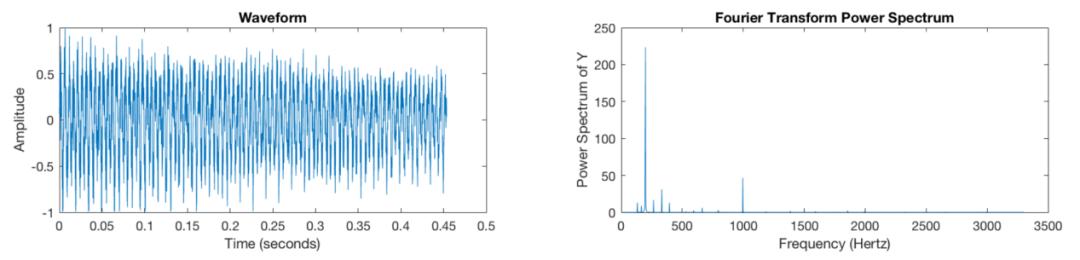 Waveform
1
0.5
0
-0.5
-1
Amplitude
0 0.05 0.1 0.15 0.2 0.25 0.3 0.35 0.4 0.45 0.5
Time (seconds)
Fourier Transform Power Spectrum
250
200
150
100
50
0
Power Spectrum of Y
0 500 1000 1500 2000 2500 3000 3500
Frequency (Hertz)